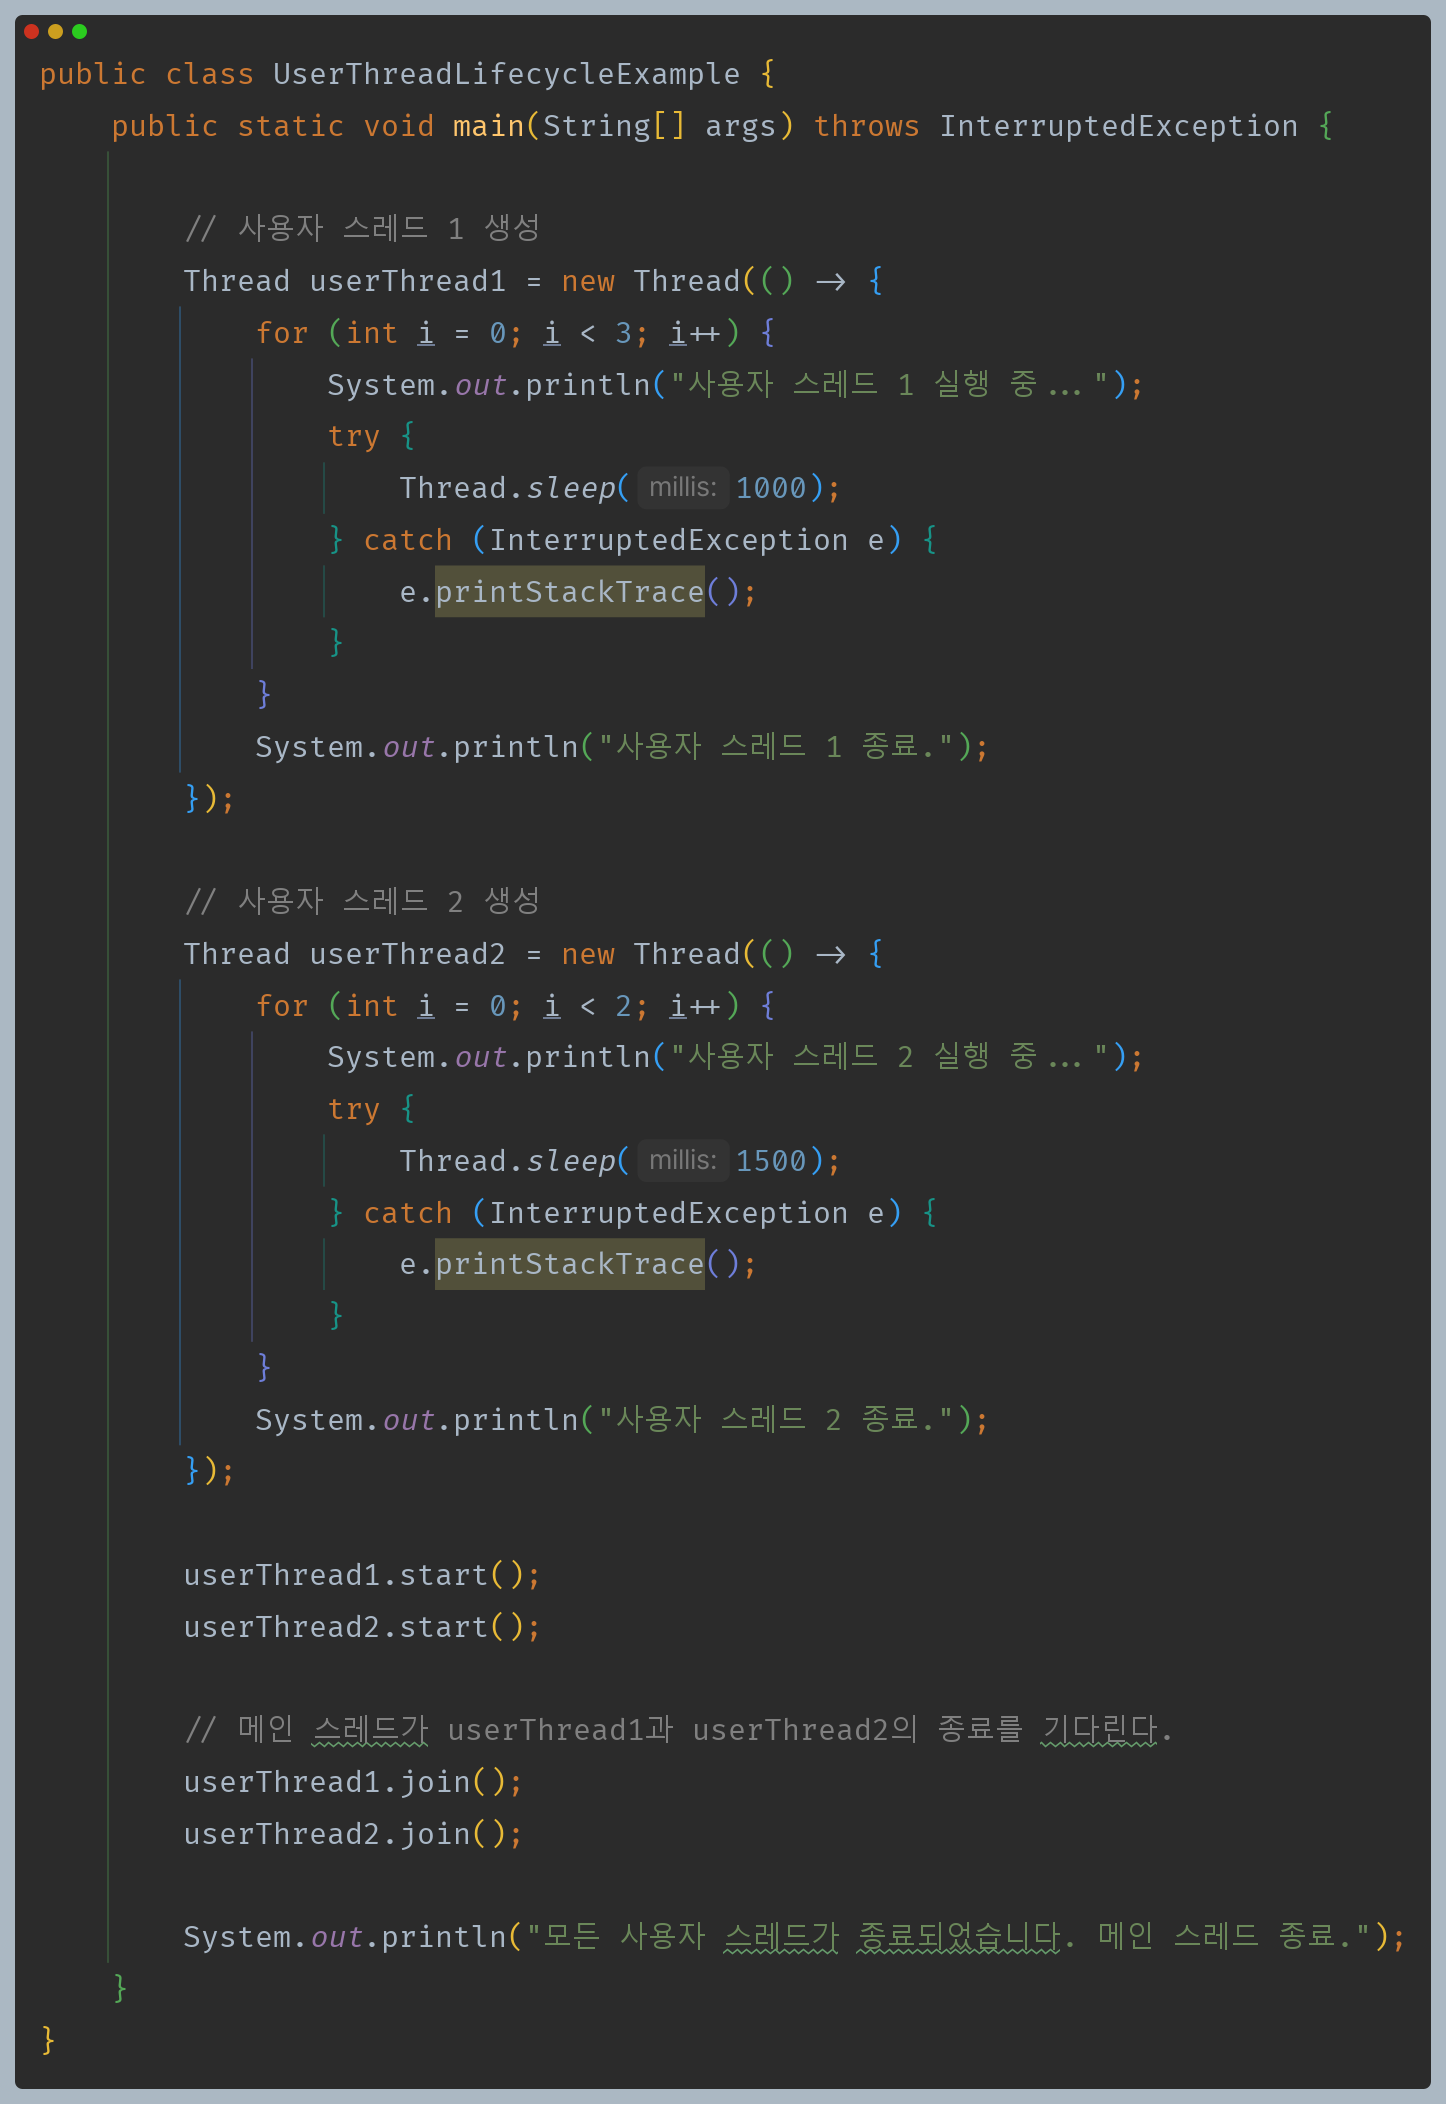 public class UserThreadLifecycleExample {
    public static void main(String[] args) throws InterruptedException {

        // 사용자 스레드 1 생성
        Thread userThread1 = new Thread(() -> {
            for (int i = 0; i < 3; i++) {
                System.out.println("사용자 스레드 1 실행 중...");
                try {
                    Thread.sleep( millis: 1000);
                } catch (InterruptedException e) {
                    e.printStackTrace();
                }
            }
            System.out.println("사용자 스레드 1 종료.");
        });

        // 사용자 스레드 2 생성
        Thread userThread2 = new Thread(() -> {
            for (int i = 0; i < 2; i++) {
                System.out.println("사용자 스레드 2 실행 중...");
                try {
                    Thread.sleep( millis: 1500);
                } catch (InterruptedException e) {
                    e.printStackTrace();
                }
            }
            System.out.println("사용자 스레드 2 종료.");
        });

        userThread1.start();
        userThread2.start();

        // 메인 스레드가 userThread1과 userThread2의 종료를 기다린다.
        userThread1.join();
        userThread2.join();

        System.out.println("모든 사용자 스레드가 종료되었습니다. 메인 스레드 종료.");
    }
}